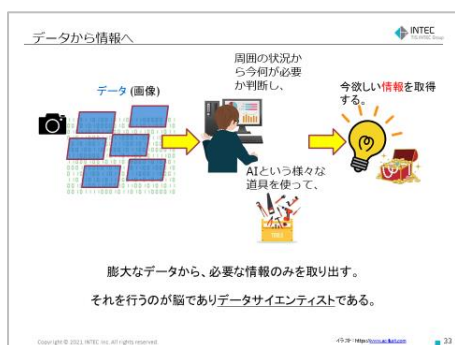 データから情報へ
INTEC
データ (画像)
周囲の状況か
ら今何が必要
か判断し、
今欲しい情報を取得
する。
AIという様々な
道具を使って、
TOOLS
膨大なデータから、必要な情報のみを取り出す。
それを行うのが脳でありデータサイエンティストである。
Copyright © 2021 INTEC Inc. All rights reserved.
33